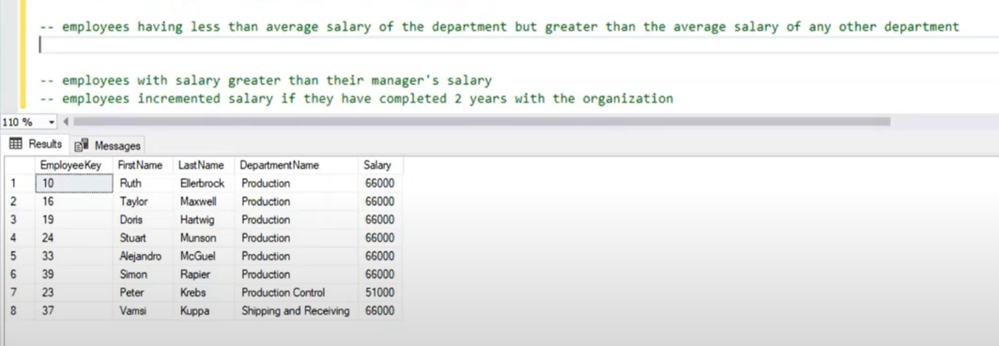 -- employees having less than average salary of the department but greater than the average salary of any other department
-- employees with salary greater than their manager's salary
-- employees incremented salary if they have completed 2 years with the organization
110 %
Results Messages
EmployeeKey FirstName LastName DepartmentName Salary
1 10 Ruth Ellerbrock Production 66000
2 16 Taylor Maxwell Production 66000
3 19 Doris Hartwig Production 66000
4 24 Stuart Munson Production 66000
5 33 Alejandro McGuel Production 66000
6 39 Simon Rapier Production 66000
7 23 Peter Krebs Production Control 51000
8 37 Vamsi Kuppa Shipping and Receiving 66000